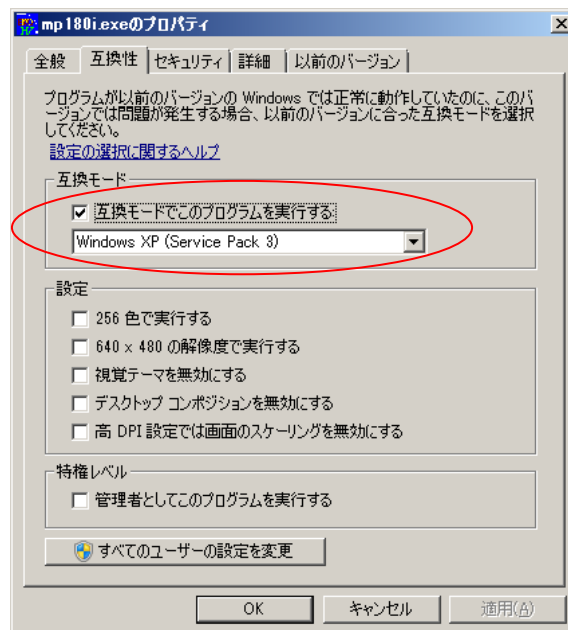 mp180i.exeのプロパティ
全般 互換性 セキュリティ 詳細 以前のバージョン
プログラムが以前のバージョンの Windows では正常に動作していたのに、このバ
ージョンでは問題が発生する場合、以前のバージョンに合った互換モードを選択
してください。
設定の選択に関するヘルプ
互換モード
互換モードでこのプログラムを実行する:
Windows XP (Service Pack 3)
設定
256 色で実行する
640 × 480 の解像度で実行する
視覚テーマを無効にする
デスクトップ コンポジションを無効にする
高 DPI 設定では画面のスケーリングを無効にする
特権レベル
管理者としてこのプログラムを実行する
すべてのユーザーの設定を変更
OK キャンセル 適用(A)